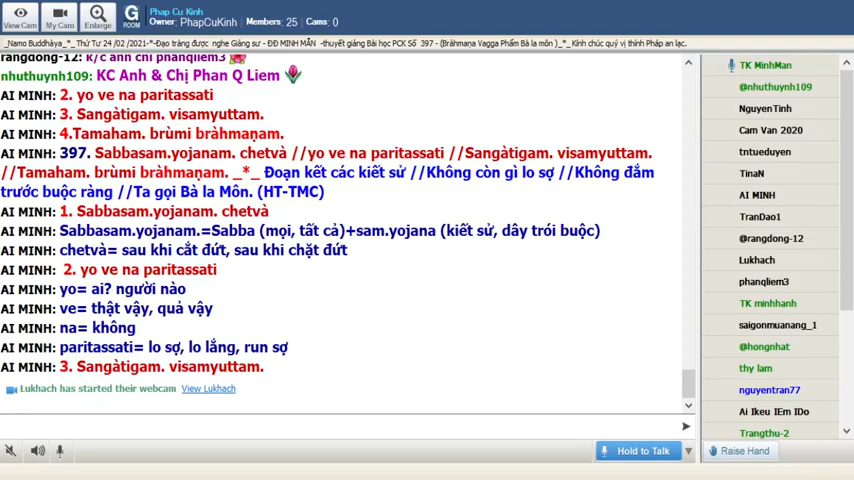 Phap Cu Kinh
Owner: PhapCuKinh | Members: 25 | Cams: 0
View Cam
My Cam
Enlarge
G
ROOM
_Namo Buddhàya_*_ Thứ Tư 24 /02 /2021-*-Đạo tràng được nghe Giảng sư - ĐĐ MINH MẪN -thuyết giảng Bài học PCK Số 397 - (Bràhmaṇa Vagga Phẩm Bà la môn )_*_ Kính chúc quý vị thính Pháp an lạc.
rangdong-12: k/c anh chi phanqliem3
nhuthuynh109: KC Anh & Chị Phan Q Liem
AI MINH: 2. yo ve na paritassati
AI MINH: 3. Sangàtigam. visamyuttam.
AI MINH: 4.Tamaham. brùmi bràhmaṇam.
AI MINH: 397. Sabbasam.yojanam. chetvà //yo ve na paritassati //Sangàtigam. visamyuttam.
//Tamaham. brùmi bràhmaṇam. _*_ Đoạn kết các kiết sử //Không còn gì lo sợ //Không đắm
trước buộc ràng //Ta gọi Bà la Môn. (HT-TMC)
AI MINH: 1. Sabbasam.yojanam. chetvà
AI MINH: Sabbasam.yojanam.=Sabba (mọi, tất cả)+sam.yojana (kiết sử, dây trói buộc)
AI MINH: chetvà= sau khi cắt đứt, sau khi chặt đứt
AI MINH: 2. yo ve na paritassati
AI MINH: yo= ai? người nào
AI MINH: ve= thật vậy, quả vậy
AI MINH: na= không
AI MINH: paritassati= lo sợ, lo lắng, run sợ
AI MINH: 3. Sangàtigam. visamyuttam.
Lukhach has started their webcam View Lukhach
Hold to Talk
Raise Hand
TK MinhMan
@nhuthuynh109
NguyenTinh
Cam Van 2020
tntueduyen
TinaN
AI MINH
TranDao1
@rangdong-12
Lukhach
phanqliem3
TK minhhanh
saigonmuanang_1
@hongnhat
thy lam
nguyentran77
Ai Ikeu IEm IDo
Trangthu-2